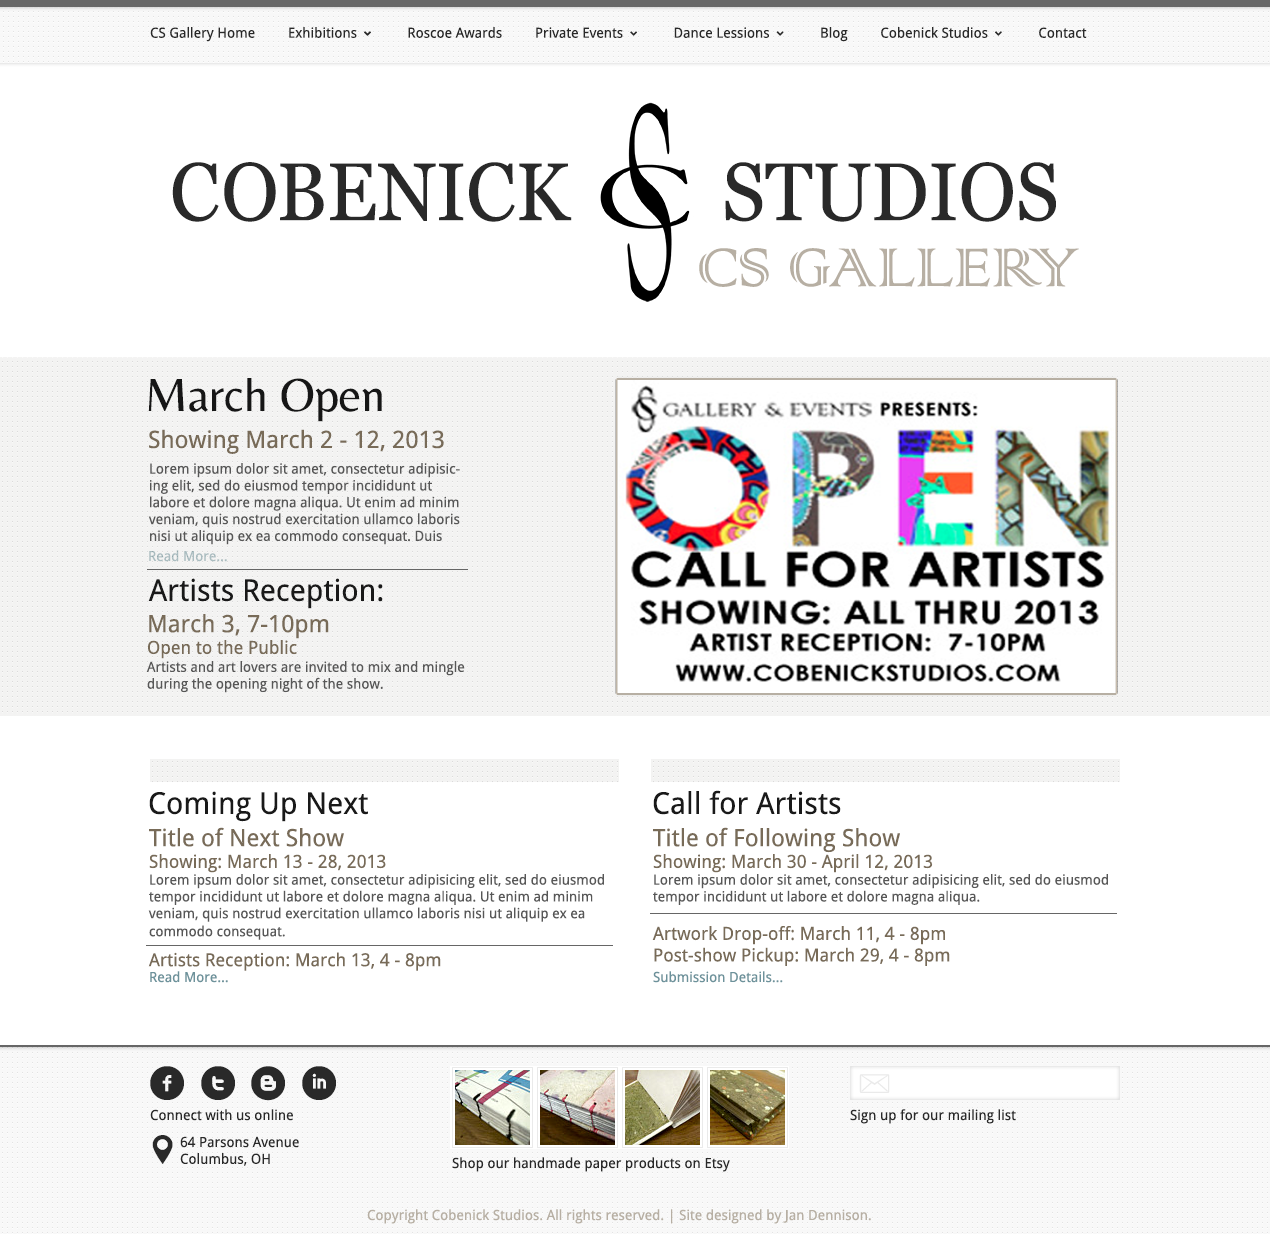 CS Gallery Home Exhibitions Roscoe Awards Private Events Dance Lessions Blog Cobenick Studios Contact
COBENICK CS STUDIOS
CS GALLERY
March Open
Showing March 2 - 12, 2013
Lorem ipsum dolor sit amet, consectetur adipisic-
ing elit, sed do eiusmod tempor incididunt ut
labore et dolore magna aliqua. Ut enim ad minim
veniam, quis nostrud exercitation ullamco laboris
nisi ut aliquip ex ea commodo consequat. Duis
Read More...
Artists Reception:
March 3, 7-10pm
Open to the Public
Artists and art lovers are invited to mix and mingle
during the opening night of the show.
CS GALLERY & EVENTS PRESENTS:
OPEN
CALL FOR ARTISTS
SHOWING: ALL THRU 2013
ARTIST RECEPTION: 7-10PM
WWW.COBENICKSTUDIOS.COM
Coming Up Next
Title of Next Show
Showing: March 13 - 28, 2013
Lorem ipsum dolor sit amet, consectetur adipisicing elit, sed do eiusmod
tempor incididunt ut labore et dolore magna aliqua. Ut enim ad minim
veniam, quis nostrud exercitation ullamco laboris nisi ut aliquip ex ea
commodo consequat.
Artists Reception: March 13, 4 - 8pm
Read More...
Call for Artists
Title of Following Show
Showing: March 30 - April 12, 2013
Lorem ipsum dolor sit amet, consectetur adipisicing elit, sed do eiusmod
tempor incididunt ut labore et dolore magna aliqua.
Artwork Drop-off: March 11, 4 - 8pm
Post-show Pickup: March 29, 4 - 8pm
Submission Details...
f t B in
Connect with us online
64 Parsons Avenue
Columbus, OH
Shop our handmade paper products on Etsy
Sign up for our mailing list
Copyright Cobenick Studios. All rights reserved. | Site designed by Jan Dennison.